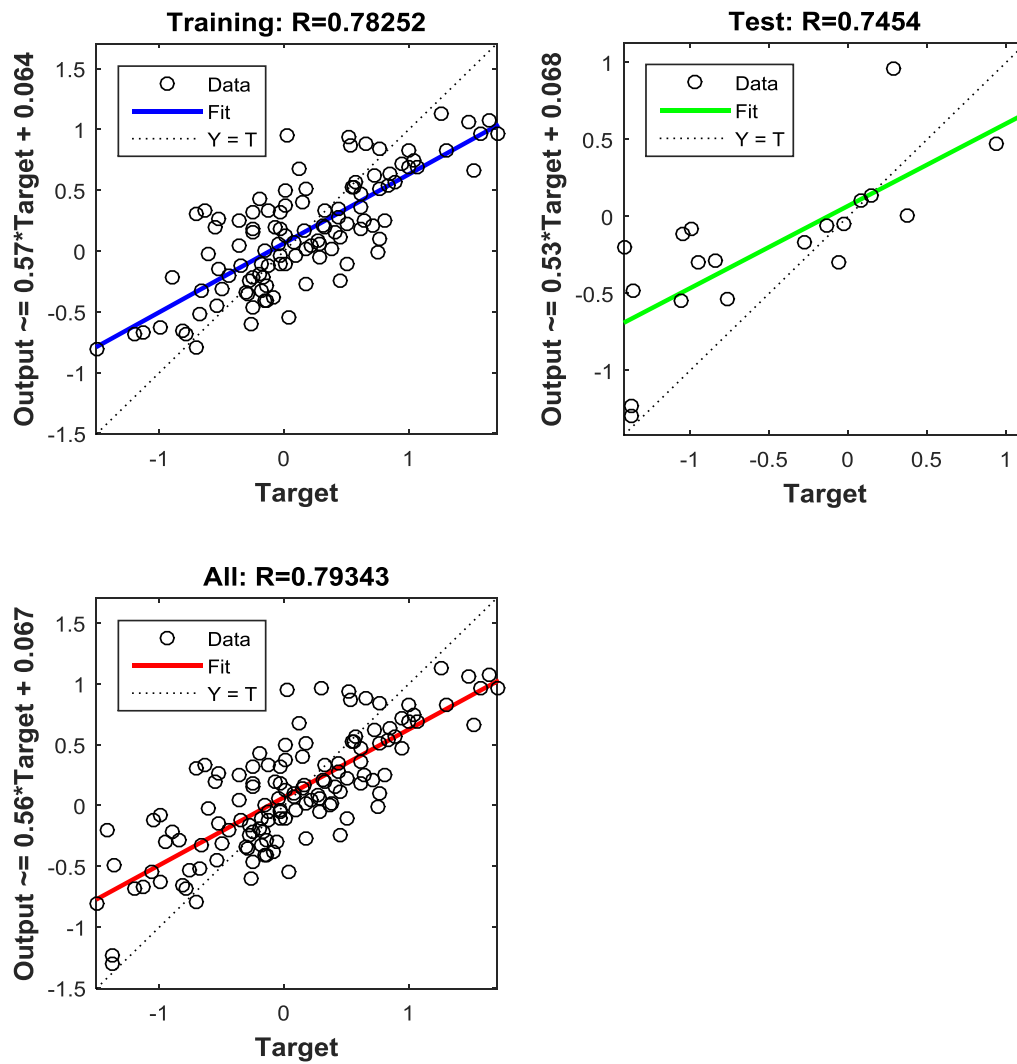 Training: R=0.78252
Output ~= 0.57*Target + 0.064
1.5
1
0.5
0
-0.5
-1
-1.5
Data
Fit
Y = T
-1
0
1
Target
Test: R=0.7454
Output ~= 0.53*Target + 0.068
1
0.5
0
-0.5
-1
Data
Fit
Y = T
-1
-0.5
0
0.5
1
Target
All: R=0.79343
Output ~= 0.56*Target + 0.067
1.5
1
0.5
0
-0.5
-1
-1.5
Data
Fit
Y = T
-1
0
1
Target